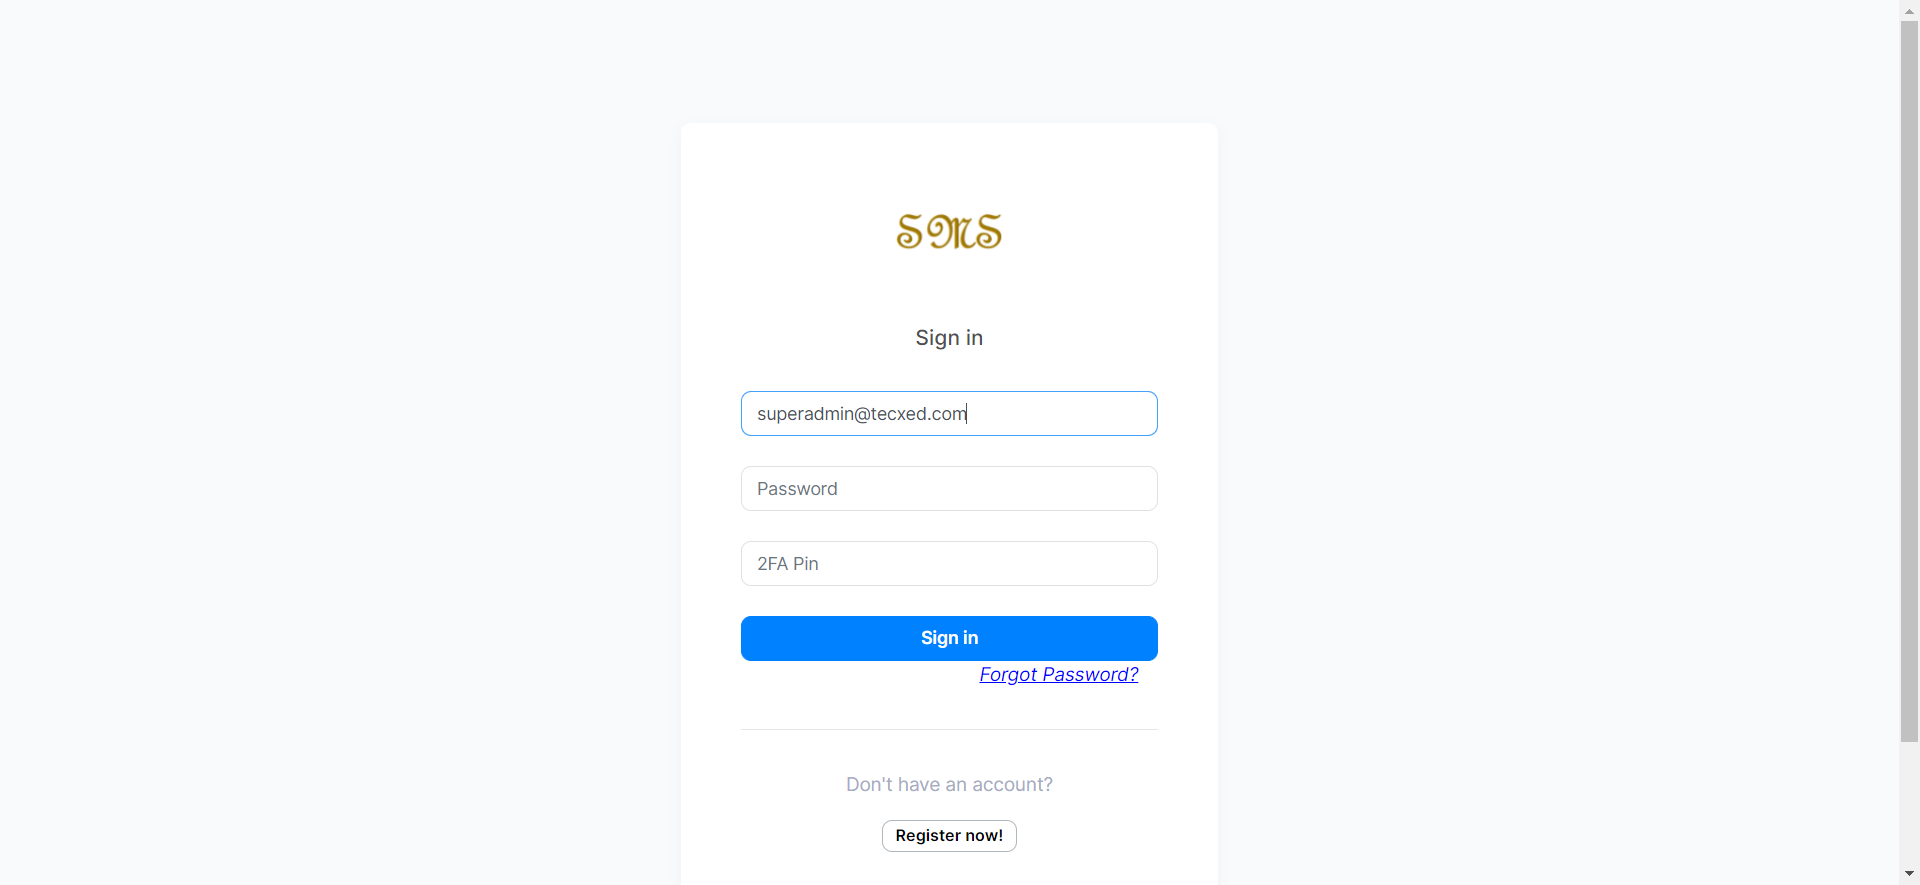 SMS
Sign in
superadmin@tecxed.com
Password
2FA Pin
Sign in
Forgot Password?
Don't have an account?
Register now!